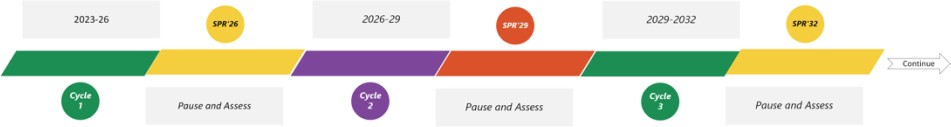 2023-26
SPR'26
2026-29
SPR'29
2029-2032
SPR'32
Continue
Cycle
1
Pause and Assess
Cycle
2
Pause and Assess
Cycle
3
Pause and Assess